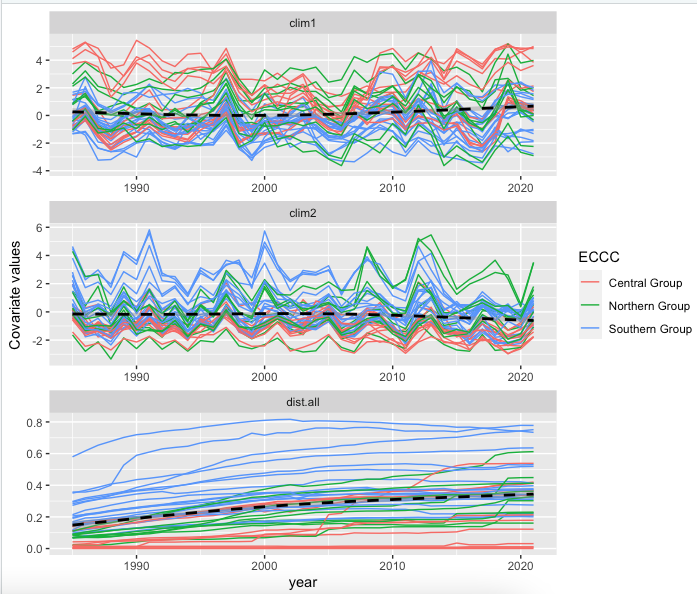 clim1
4
2
0
-2
-4
1990 2000 2010 2020
clim2
6
4
2
0
-2
1990 2000 2010 2020
dist.all
0.8
0.6
0.4
0.2
0.0
1990 2000 2010 2020
year
Covariate values
ECCC
Central Group
Northern Group
Southern Group